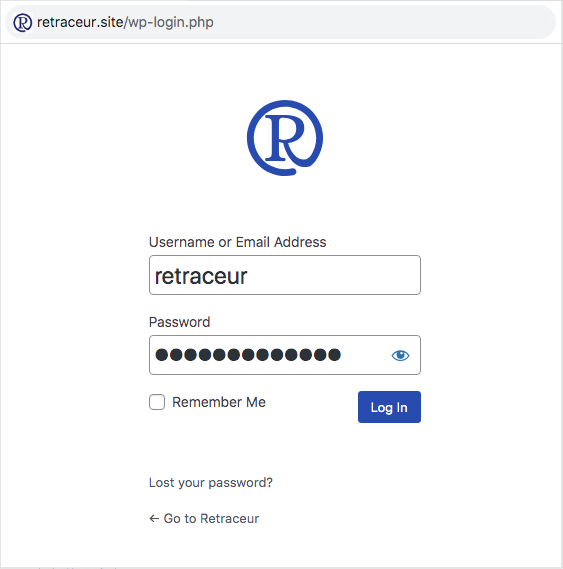 retraceur.site/wp-login.php
R
Username or Email Address
retraceur
Password
●●●●●●●●●●●●●
Remember Me
Log In
Lost your password?
← Go to Retraceur